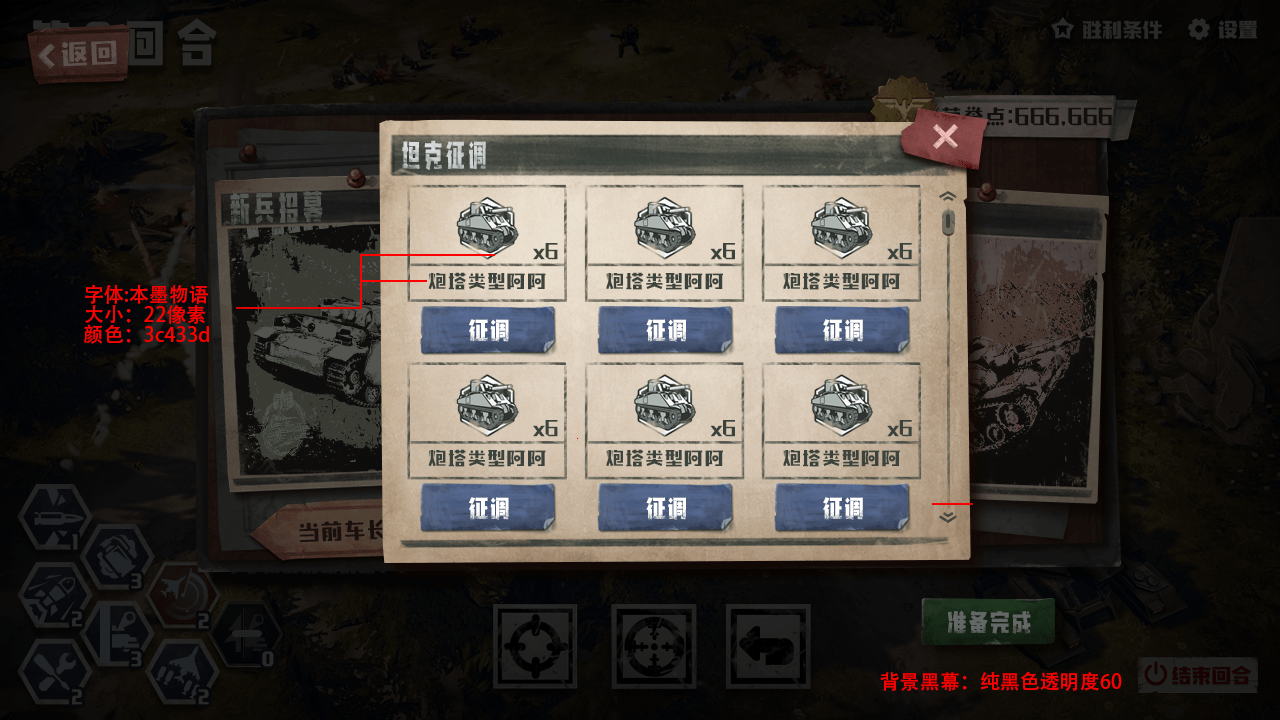 返回
回合
胜利条件
设置
点:666,666
坦克征调
新兵招募
x6
x6
x6
炮塔类型阿阿
炮塔类型阿阿
炮塔类型阿阿
字体:本墨物语
大小：22像素
颜色：3c433d
征调
征调
征调
x6
x6
x6
炮塔类型阿阿
炮塔类型阿阿
炮塔类型阿阿
征调
征调
征调
当前车长
1
3
2
2
3
0
2
2
准备完成
结束回合
背景黑幕：纯黑色透明度60